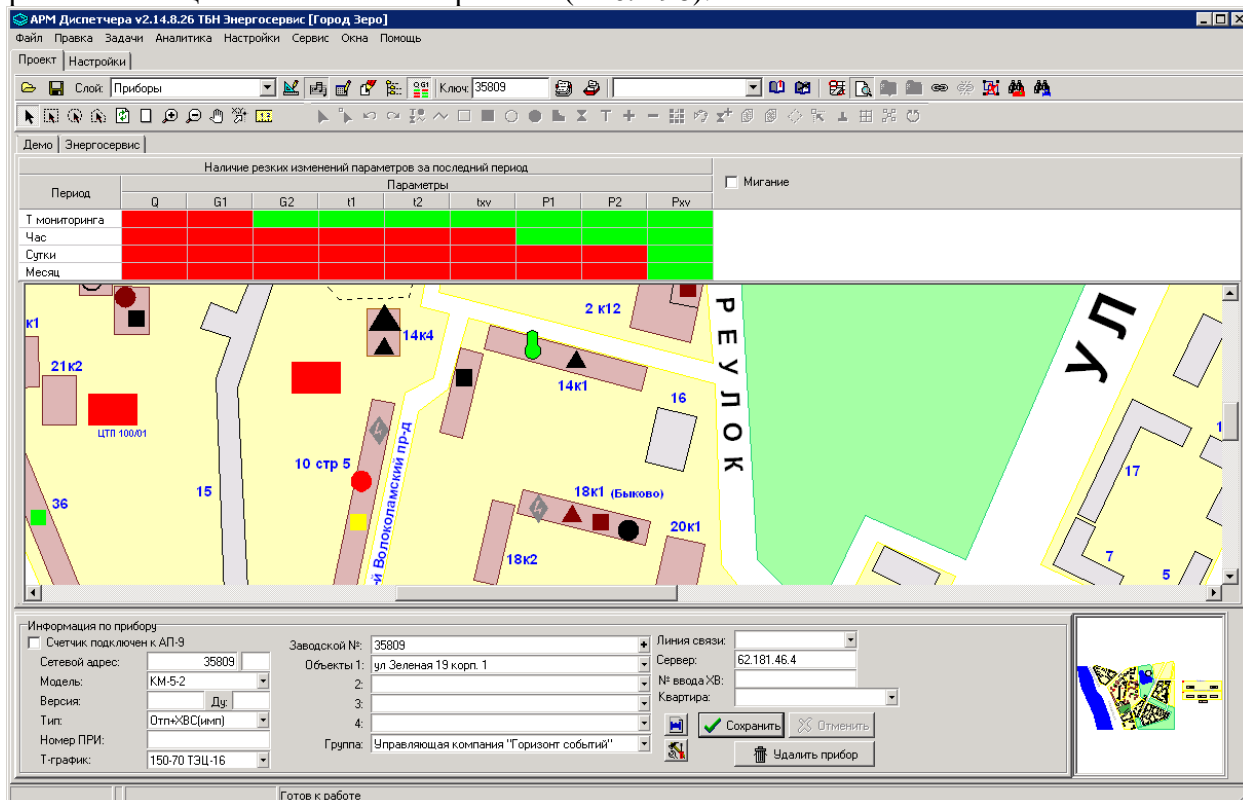 АРМ Диспетчера v2.14.8.26 ТБН Энергосервис [Город Зеро]
Файл Правка Задачи Аналитика Настройки Сервис Окна Помощь
Проект Настройки
Слой: Приборы Ключ: 35809
Демо Энергосервис
Наличие резких изменений параметров за последний период
Период Параметры
Мигание
Q G1 G2 t1 t2 txv P1 P2 Pxv
Т мониторинга
Час
Сутки
Месяц
2 к12
к1
14к4
21к2
14к1
16
ЦТП 100/01
10 стр 5
15
36
18к1 (Быково)
20к1
18к2
-й Волоколамский пр-д
РЕУЛОК
УЛ
17
7
5
Информация по прибору
Счетчик подключен к АП-9
Сетевой адрес: 35809
Модель: КМ-5-2
Версия: Ду:
Тип: Отп+ХВС(имп)
Номер ПРИ:
Т-график: 150-70 ТЭЦ-16
Заводской №: 35809
Объекты 1: ул Зеленая 19 корп. 1
2:
3:
4:
Группа: Управляющая компания "Горизонт событий"
Линия связи:
Сервер: 62.181.46.4
№ ввода ХВ:
Квартира:
Сохранить Отменить
Удалить прибор
Готов к работе